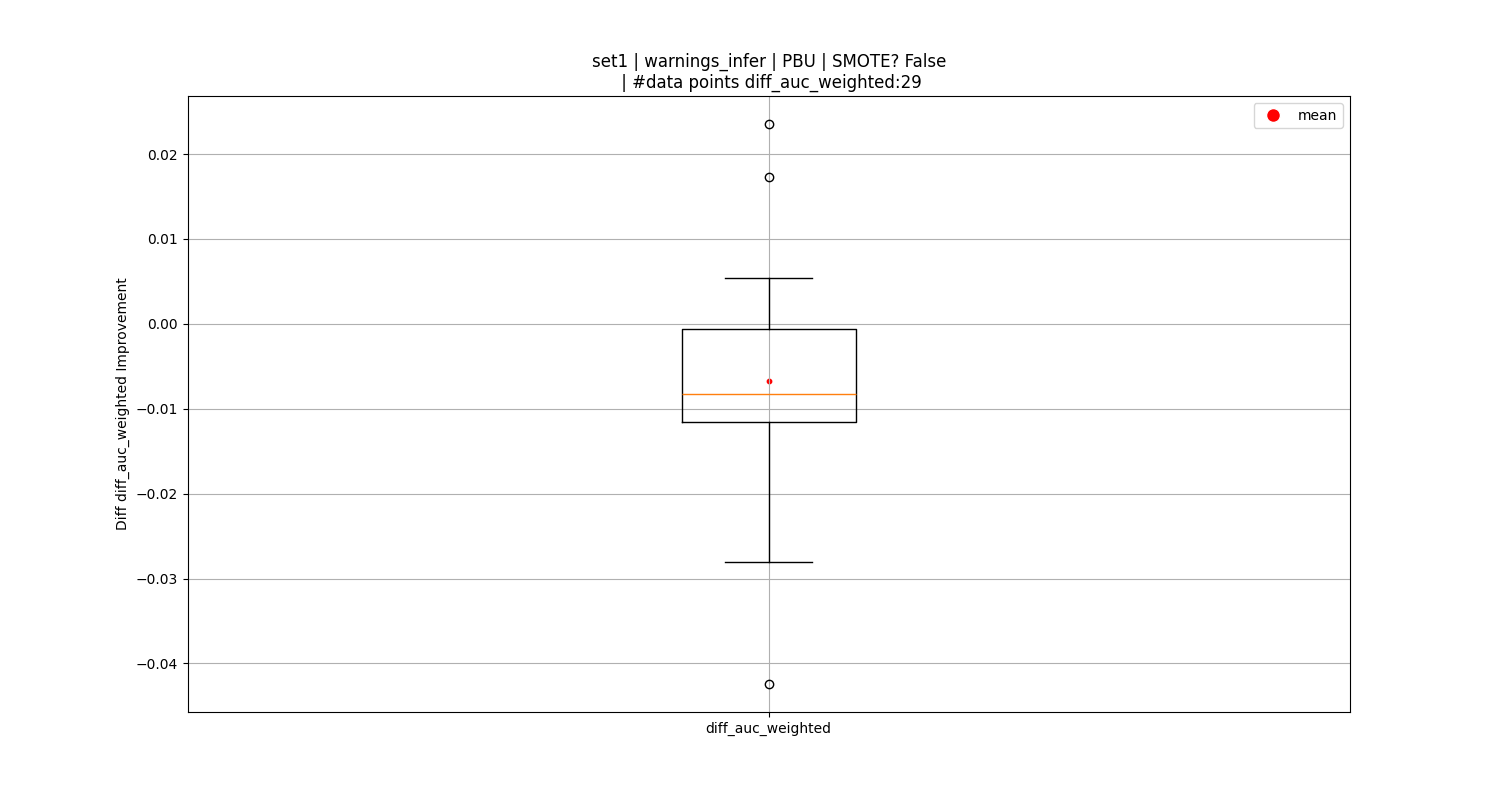 set1 | warnings_infer | PBU | SMOTE? False
| #data points diff_auc_weighted:29
mean
0.02
0.01
0.00
−0.01
−0.02
−0.03
−0.04
Diff diff_auc_weighted Improvement
diff_auc_weighted